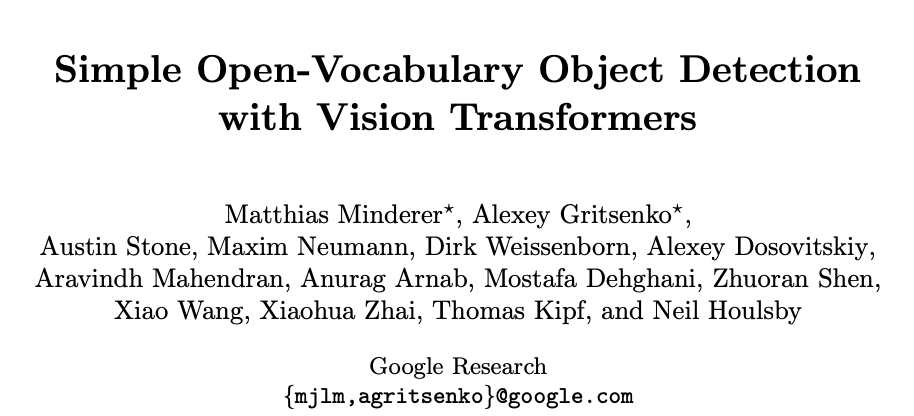 Simple Open-Vocabulary Object Detection
with Vision Transformers
Matthias Minderer⋆, Alexey Gritsenko⋆,
Austin Stone, Maxim Neumann, Dirk Weissenborn, Alexey Dosovitskiy,
Aravindh Mahendran, Anurag Arnab, Mostafa Dehghani, Zhuoran Shen,
Xiao Wang, Xiaohua Zhai, Thomas Kipf, and Neil Houlsby
Google Research
{mjlm,agritsenko}@google.com